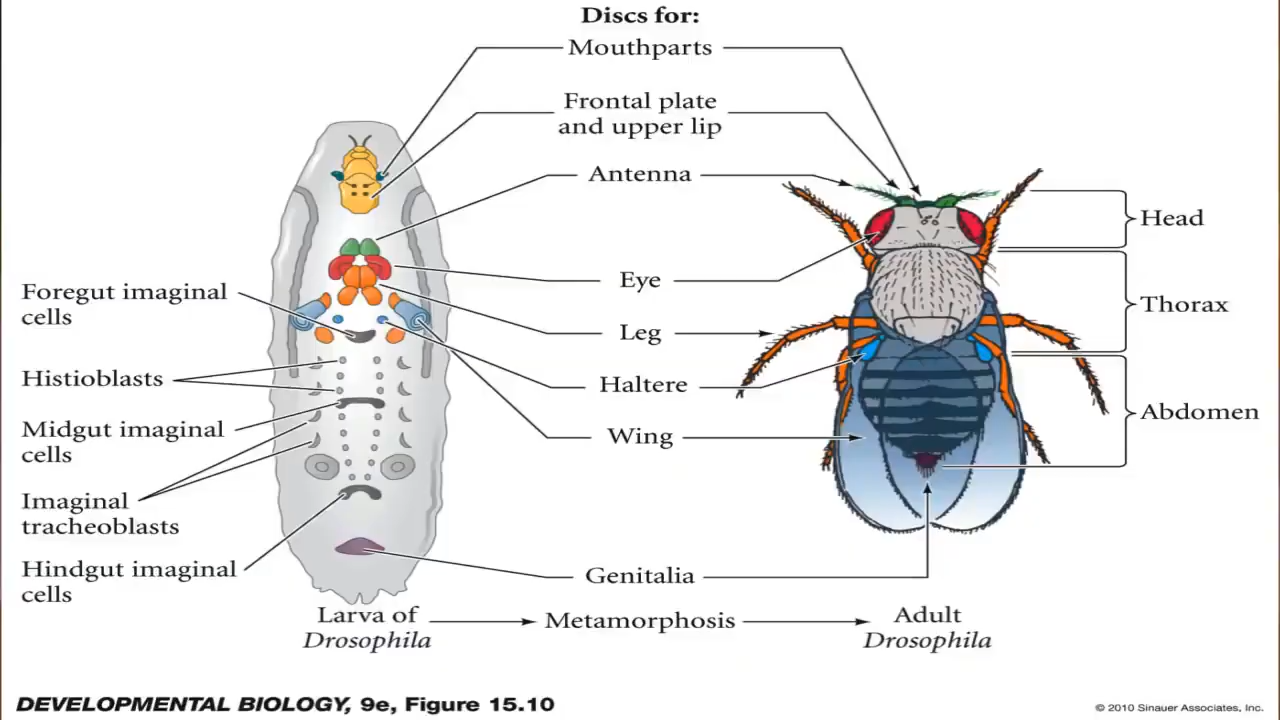 Discs for:
Mouthparts
Frontal plate
and upper lip
Antenna
Eye
Leg
Haltere
Wing
Genitalia
Foregut imaginal
cells
Histioblasts
Midgut imaginal
cells
Imaginal
tracheoblasts
Hindgut imaginal
cells
Head
Thorax
Abdomen
Larva of
Drosophila
Metamorphosis
Adult
Drosophila
DEVELOPMENTAL BIOLOGY, 9e, Figure 15.10
© 2010 Sinauer Associates, Inc.